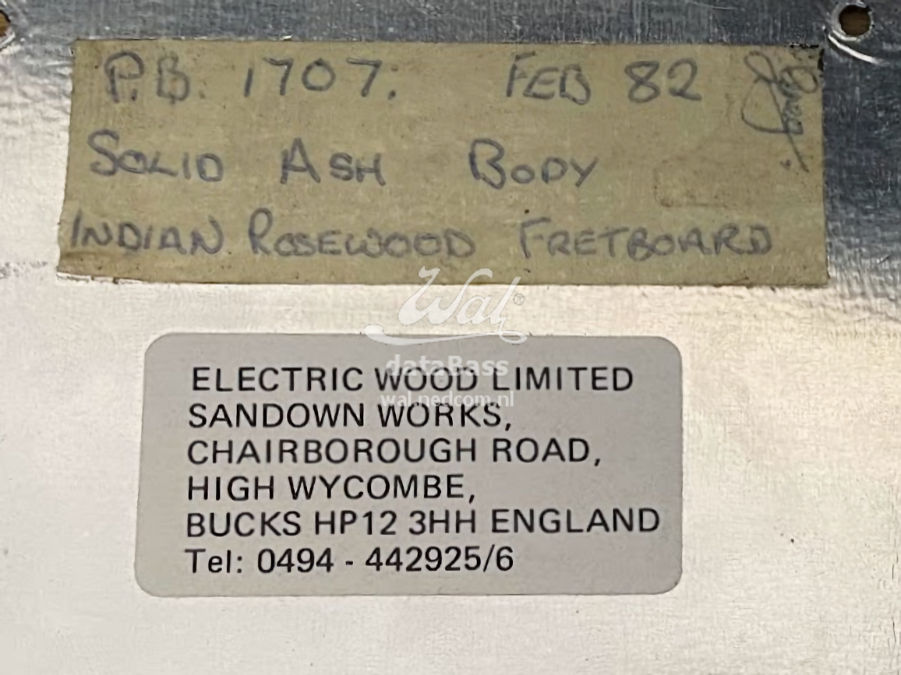 P.B. 1707. FEB 82
SOLID ASH BODY
INDIAN ROSEWOOD FRETBOARD
Wal®
dataBass
wal.nedcom.nl
ELECTRIC WOOD LIMITED
SANDOWN WORKS,
CHAIRBOROUGH ROAD,
HIGH WYCOMBE,
BUCKS HP12 3HH ENGLAND
Tel: 0494 - 442925/6